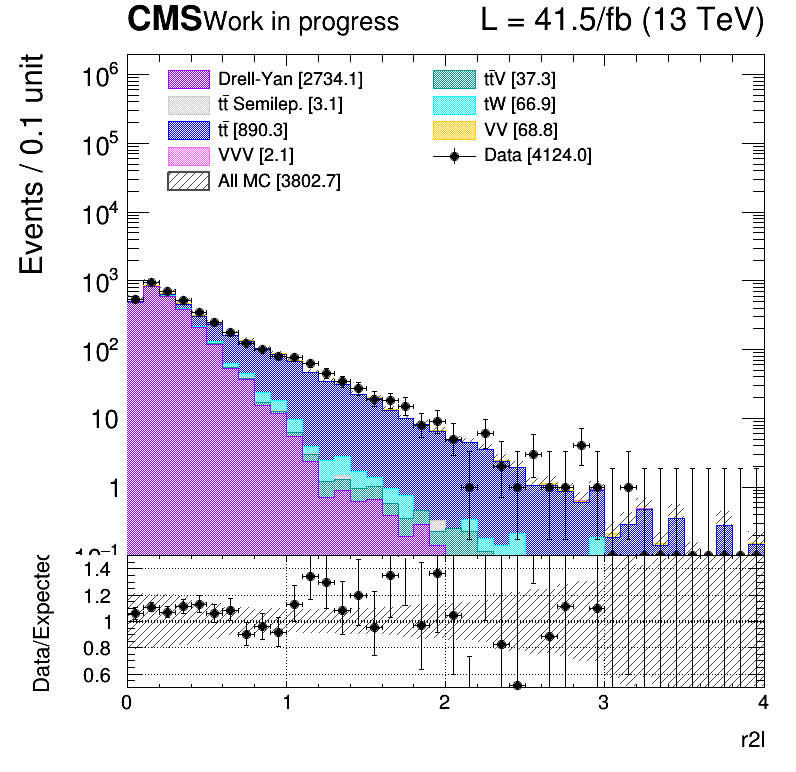 CMS Work in progress L = 41.5/fb (13 TeV)
Events / 0.1 unit
10⁶
10⁵
10⁴
10³
10²
10
1
10⁻¹
Drell-Yan [2734.1]
tt̄ Semilep. [3.1]
tt̄ [890.3]
VVV [2.1]
All MC [3802.7]
tt̄V [37.3]
tW [66.9]
VV [68.8]
Data [4124.0]
Data/Expected
1.4
1.2
1
0.8
0.6
0 1 2 3 4
r2l